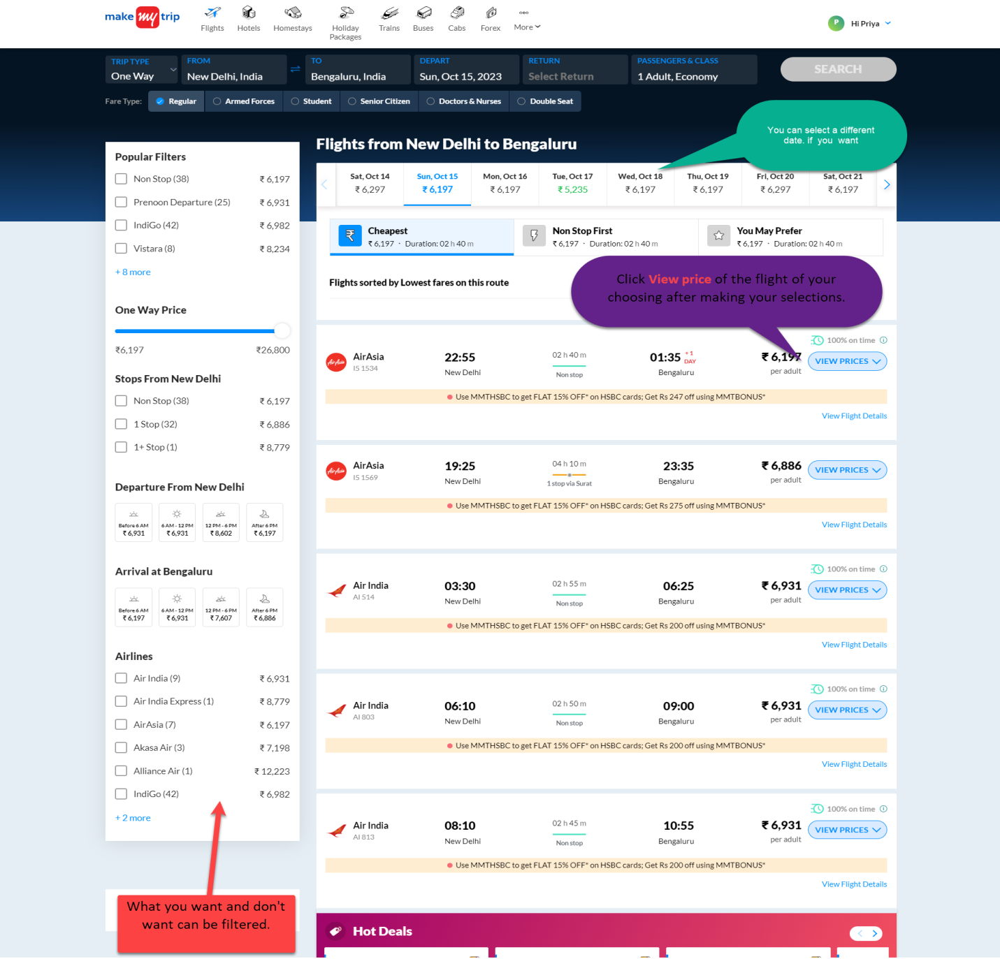 make my trip
Flights
Hotels
Homestays
Holiday
Packages
Trains
Buses
Cabs
Forex
More
P
Hi Priya
TRIP TYPE
One Way
FROM
New Delhi, India
TO
Bengaluru, India
DEPART
Sun, Oct 15, 2023
RETURN
Select Return
PASSENGERS & CLASS
1 Adult, Economy
SEARCH
Fare Type:
Regular
Armed Forces
Student
Senior Citizen
Doctors & Nurses
Double Seat
You can select a different
date. if you want
Popular Filters
Non Stop (38) ₹ 6,197
Prenoon Departure (25) ₹ 6,931
IndiGo (42) ₹ 6,982
Vistara (8) ₹ 8,234
+ 8 more
One Way Price
₹6,197 ₹26,800
Stops From New Delhi
Non Stop (38) ₹ 6,197
1 Stop (32) ₹ 6,886
1+ Stop (1) ₹ 8,779
Departure From New Delhi
Before 6 AM 6 AM - 12 PM 12 PM - 6 PM After 6 PM
₹ 6,931 ₹ 6,931 ₹ 8,602 ₹ 6,197
Arrival at Bengaluru
Before 6 AM 6 AM - 12 PM 12 PM - 6 PM After 6 PM
₹ 6,197 ₹ 6,931 ₹ 7,607 ₹ 6,886
Airlines
Air India (9) ₹ 6,931
Air India Express (1) ₹ 8,779
AirAsia (7) ₹ 6,197
Akasa Air (3) ₹ 7,198
Alliance Air (1) ₹ 12,223
IndiGo (42) ₹ 6,982
+ 2 more
What you want and don't
want can be filtered.
Flights from New Delhi to Bengaluru
Sat, Oct 14 Sun, Oct 15 Mon, Oct 16 Tue, Oct 17 Wed, Oct 18 Thu, Oct 19 Fri, Oct 20 Sat, Oct 21
₹ 6,297 ₹ 6,197 ₹ 6,197 ₹ 5,235 ₹ 6,197 ₹ 6,197 ₹ 6,297 ₹ 6,197
Cheapest
₹ 6,197 · Duration: 02 h 40 m
Non Stop First
₹ 6,197 · Duration: 02 h 40 m
You May Prefer
₹ 6,197 · Duration: 02 h 40 m
Flights sorted by Lowest fares on this route
Click View price of the flight of your
choosing after making your selections.
100% on time
AirAsia 22:55 02 h 40 m 01:35 +1 DAY ₹ 6,197 VIEW PRICES
IS 1534 New Delhi Non stop Bengaluru per adult
Use MMTHSBC to get FLAT 15% OFF* on HSBC cards; Get Rs 247 off using MMTBONUS*
View Flight Details
AirAsia 19:25 04 h 10 m 23:35 ₹ 6,886 VIEW PRICES
IS 1569 New Delhi 1 stop via Surat Bengaluru per adult
Use MMTHSBC to get FLAT 15% OFF* on HSBC cards; Get Rs 275 off using MMTBONUS*
View Flight Details
100% on time
Air India 03:30 02 h 55 m 06:25 ₹ 6,931 VIEW PRICES
AI 514 New Delhi Non stop Bengaluru per adult
Use MMTHSBC to get FLAT 15% OFF* on HSBC cards; Get Rs 200 off using MMTBONUS*
View Flight Details
100% on time
Air India 06:10 02 h 50 m 09:00 ₹ 6,931 VIEW PRICES
AI 803 New Delhi Non stop Bengaluru per adult
Use MMTHSBC to get FLAT 15% OFF* on HSBC cards; Get Rs 200 off using MMTBONUS*
View Flight Details
100% on time
Air India 08:10 02 h 45 m 10:55 ₹ 6,931 VIEW PRICES
AI 813 New Delhi Non stop Bengaluru per adult
Use MMTHSBC to get FLAT 15% OFF* on HSBC cards; Get Rs 200 off using MMTBONUS*
View Flight Details
Hot Deals